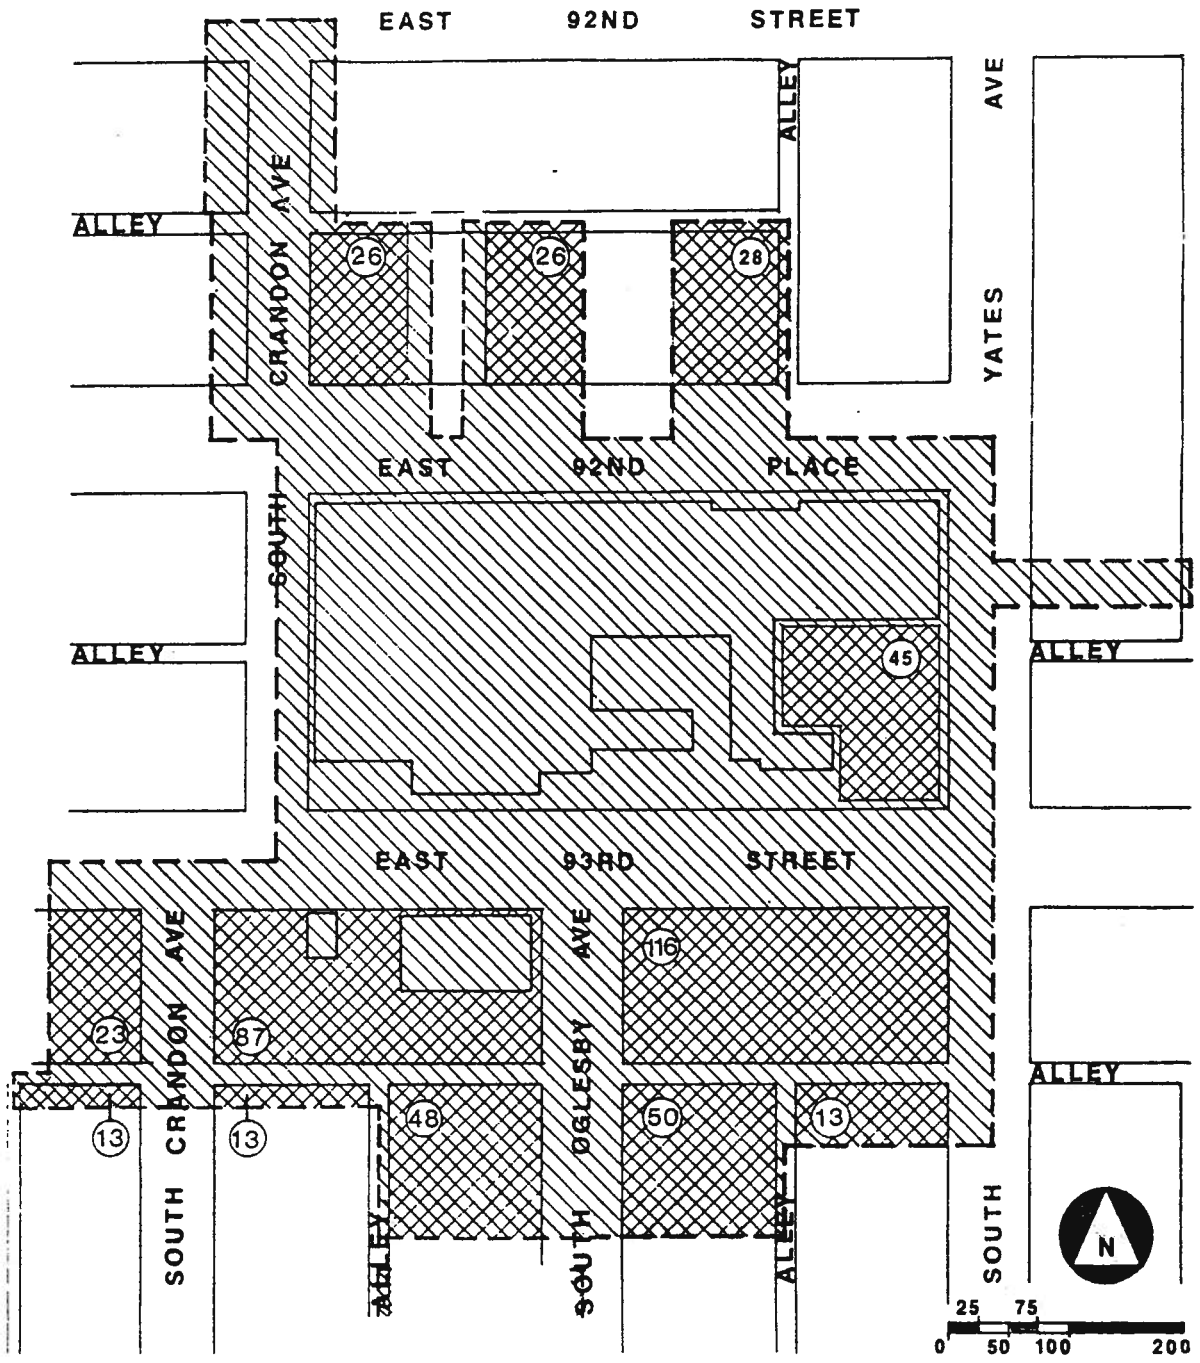 EAST 92ND STREET
ALLEY
AVE
ALLEY
SOUTH CRANDON AVE
26
26
28
YATES
EAST 92ND PLACE
45
ALLEY
ALLEY
EAST 93RD STREET
SOUTH CRANDON AVE
SOUTH OGLESBY AVE
116
23
87
ALLEY
13
13
48
50
13
ALLEY
ALLEY
SOUTH
N
25 75
0 50 100 200